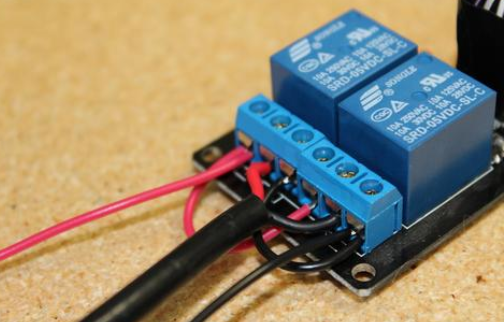 SONGLE
10A 250VAC 10A 125VAC
10A 30VDC 10A 28VDC
SRD-05VDC-SL-C
SONGLE
10A 250VAC 10A 125VAC
10A 30VDC 10A 28VDC
SRD-05VDC-SL-C